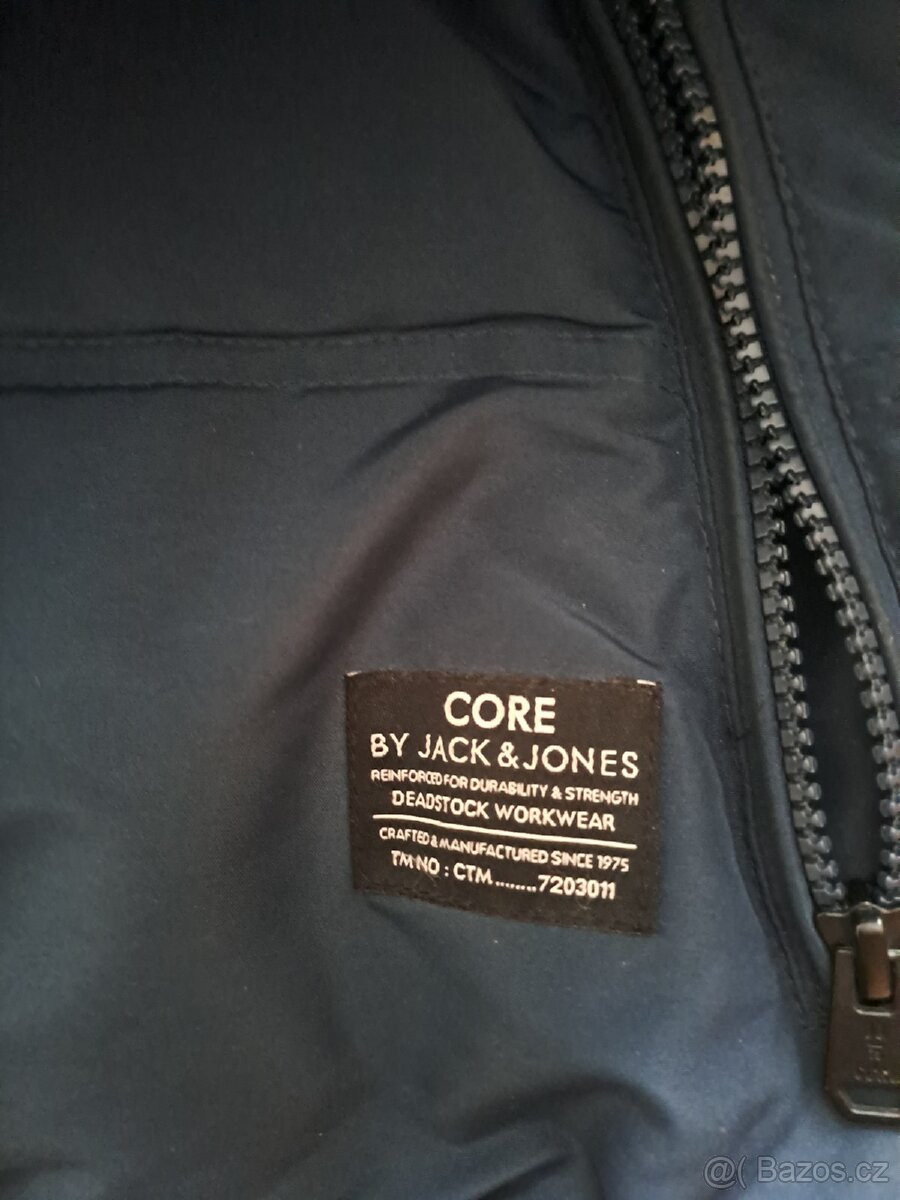 CORE
BY JACK & JONES
REINFORCED FOR DURABILITY & STRENGTH
DEADSTOCK WORKWEAR
CRAFTED & MANUFACTURED SINCE 1975
TM NO : CTM........7203011
@( Bazos.cz